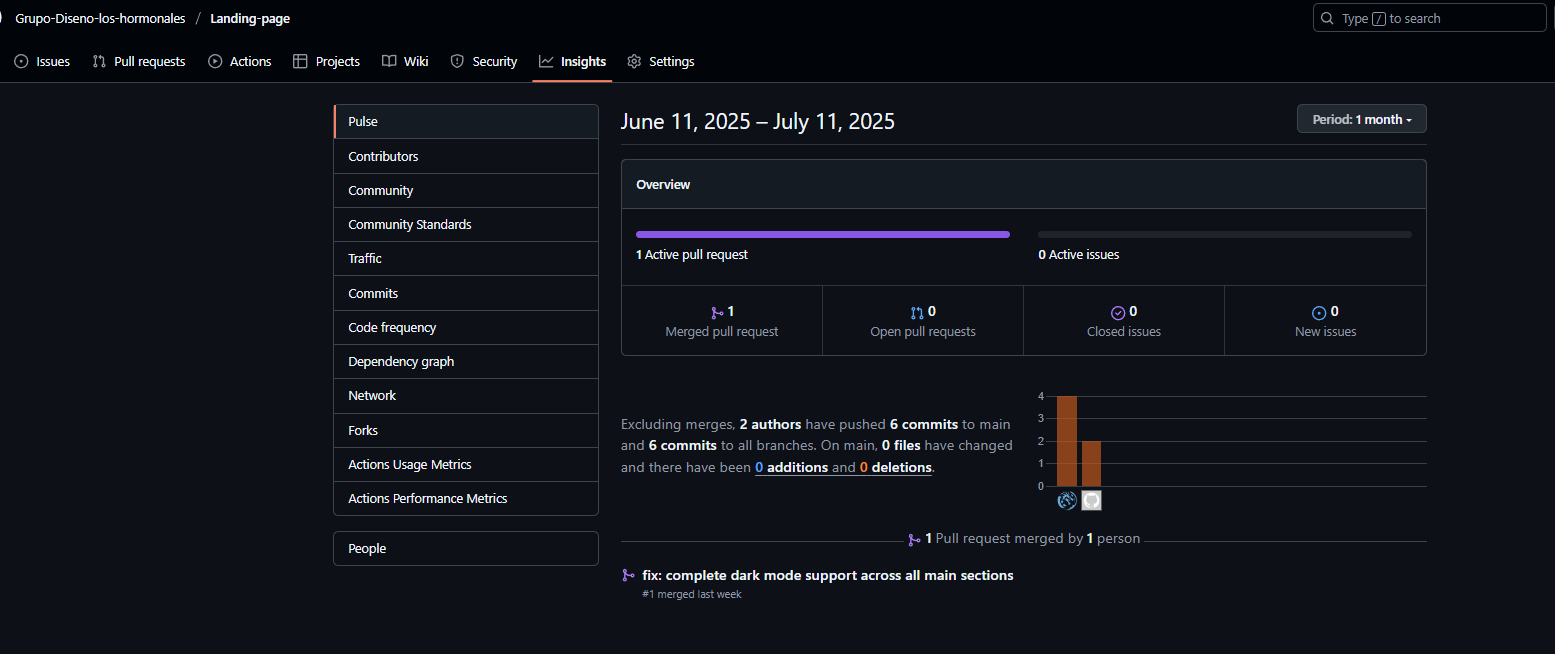 Grupo-Diseno-los-hormonales / Landing-page
Type / to search
Issues Pull requests Actions Projects Wiki Security Insights Settings
Pulse
Contributors
Community
Community Standards
Traffic
Commits
Code frequency
Dependency graph
Network
Forks
Actions Usage Metrics
Actions Performance Metrics
People
June 11, 2025 – July 11, 2025
Period: 1 month
Overview
1 Active pull request
0 Active issues
1
Merged pull request
0
Open pull requests
0
Closed issues
0
New issues
Excluding merges, 2 authors have pushed 6 commits to main
and 6 commits to all branches. On main, 0 files have changed
and there have been 0 additions and 0 deletions.
4
3
2
1
0
1 Pull request merged by 1 person
fix: complete dark mode support across all main sections
#1 merged last week